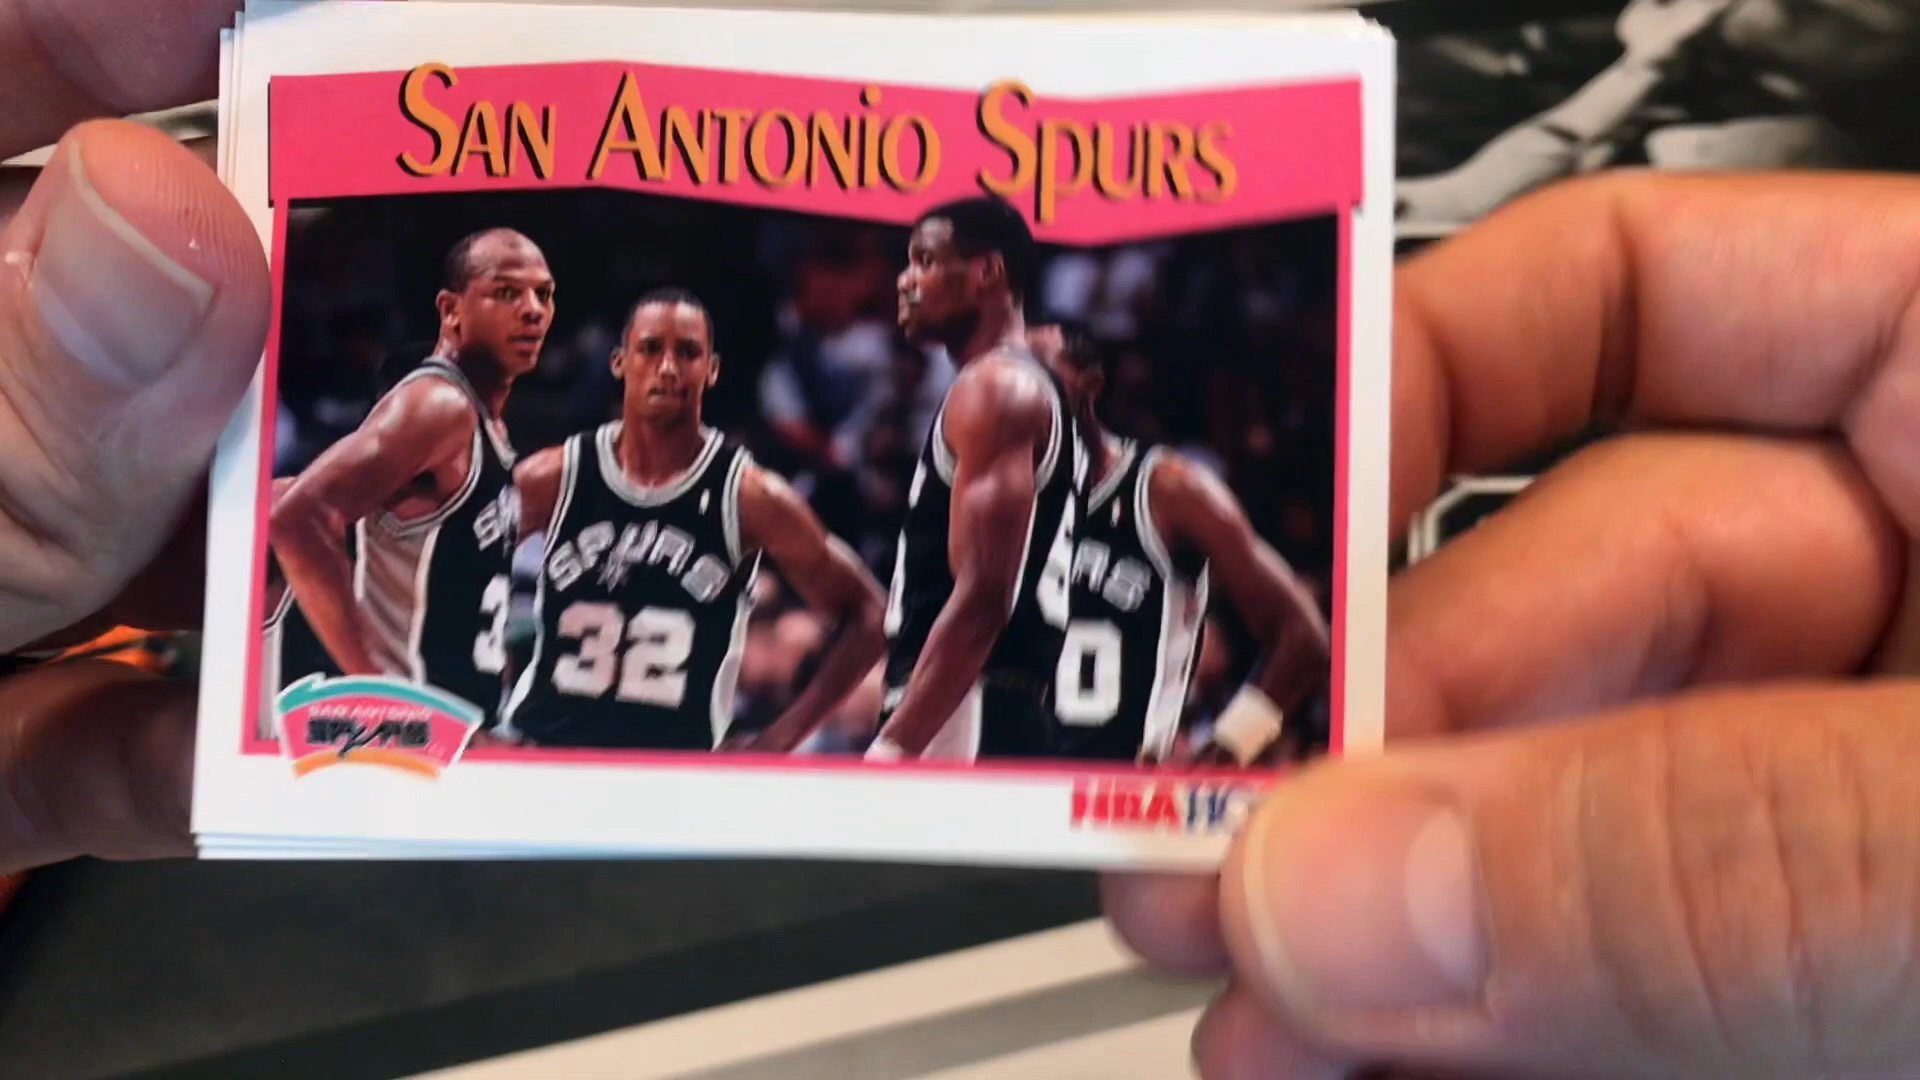 San Antonio Spurs
SPURS
32
0
SAN ANTONIO
SPURS
NBA